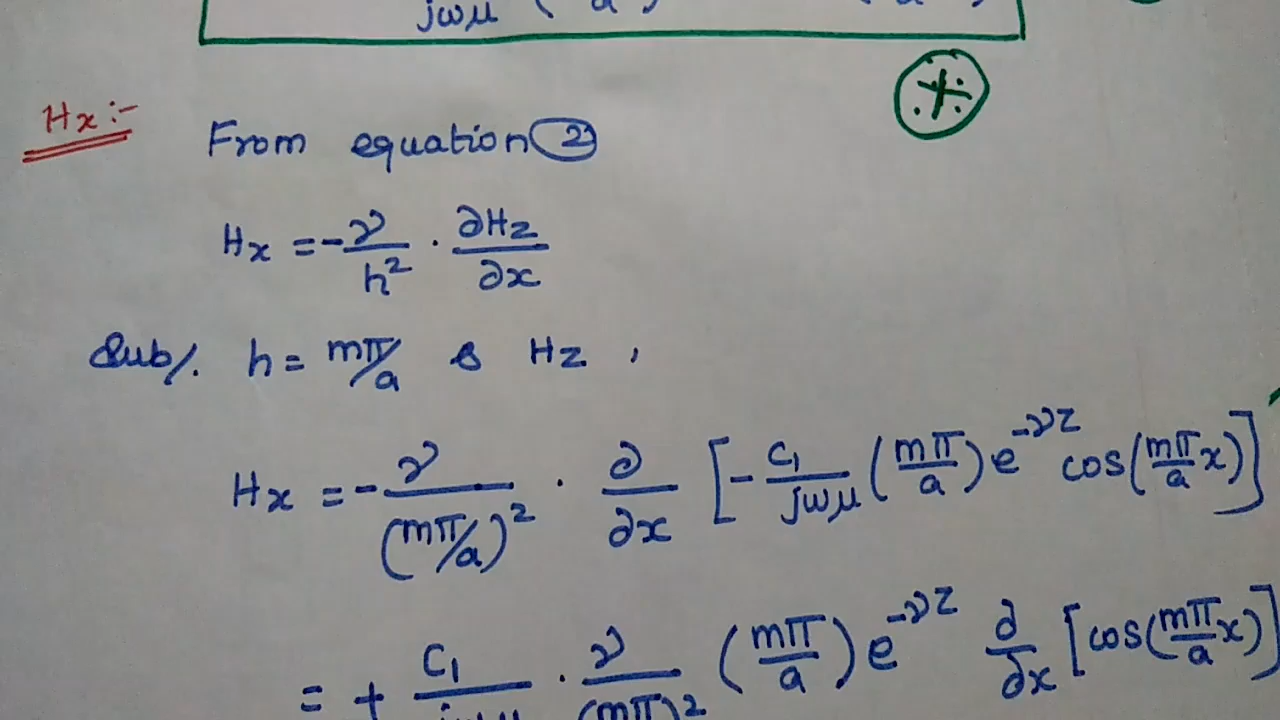 jωμ ( a ) ( a
Hx :-
From equation ②
Hx = -γ/h² · ∂Hz/∂x
Sub/. h = mπ/a & Hz ,
Hx = -γ/(mπ/a)² · ∂/∂x [-C₁/jωμ (mπ/a) e^-γz cos(mπ/a x)]
= + C₁/jωμ · γ/(mπ)² (mπ/a) e^-γz ∂/∂x [cos(mπ/a x)]